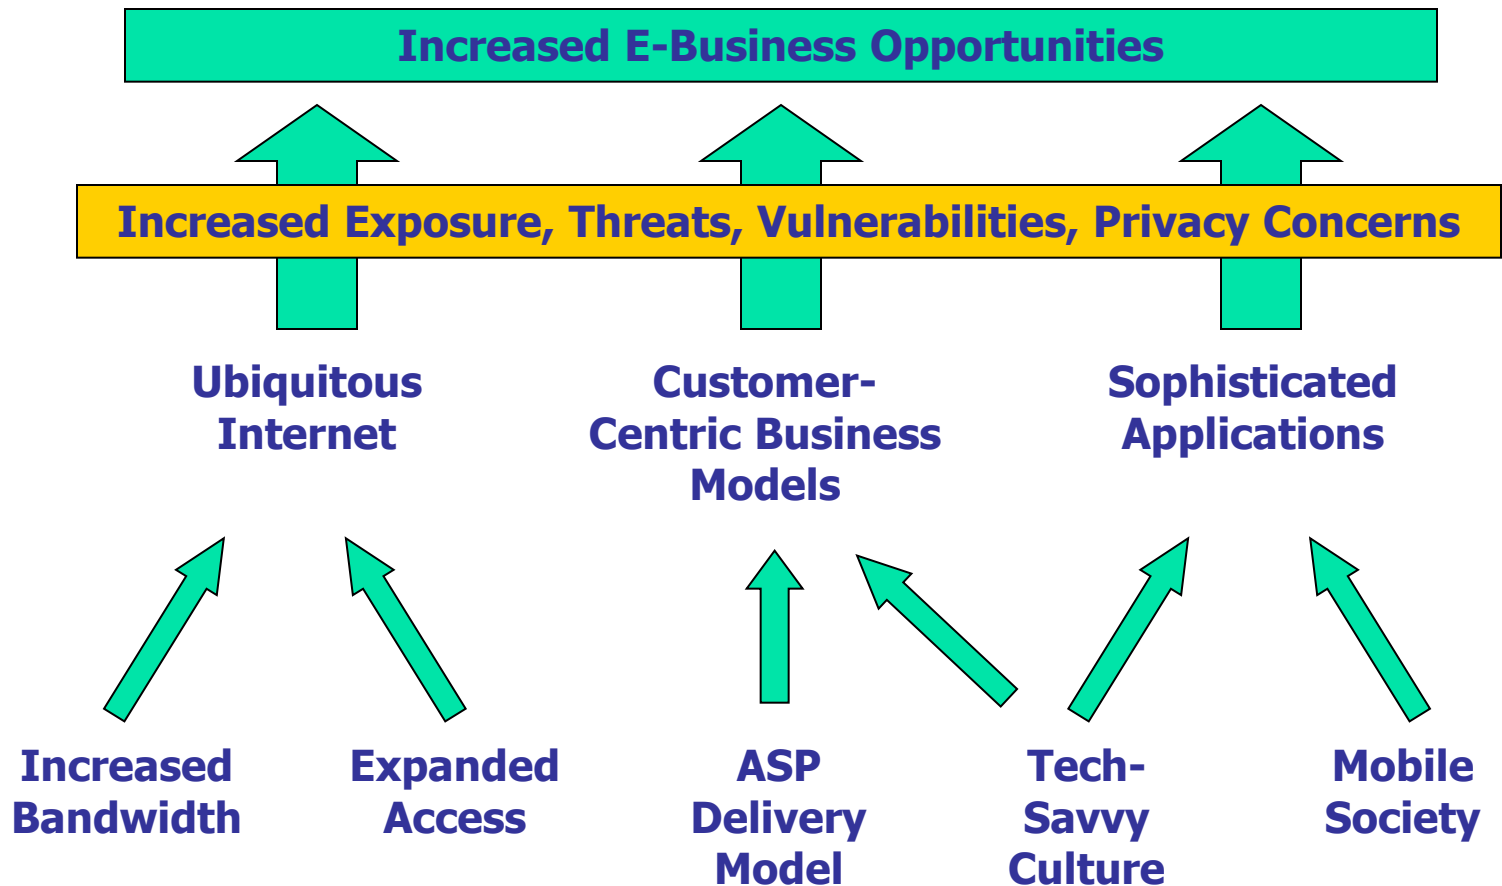 Increased E-Business Opportunities
Increased Exposure, Threats, Vulnerabilities, Privacy Concerns
Ubiquitous
Internet
Customer-
Centric Business
Models
Sophisticated
Applications
Increased
Bandwidth
Expanded
Access
ASP
Delivery
Model
Tech-
Savvy
Culture
Mobile
Society